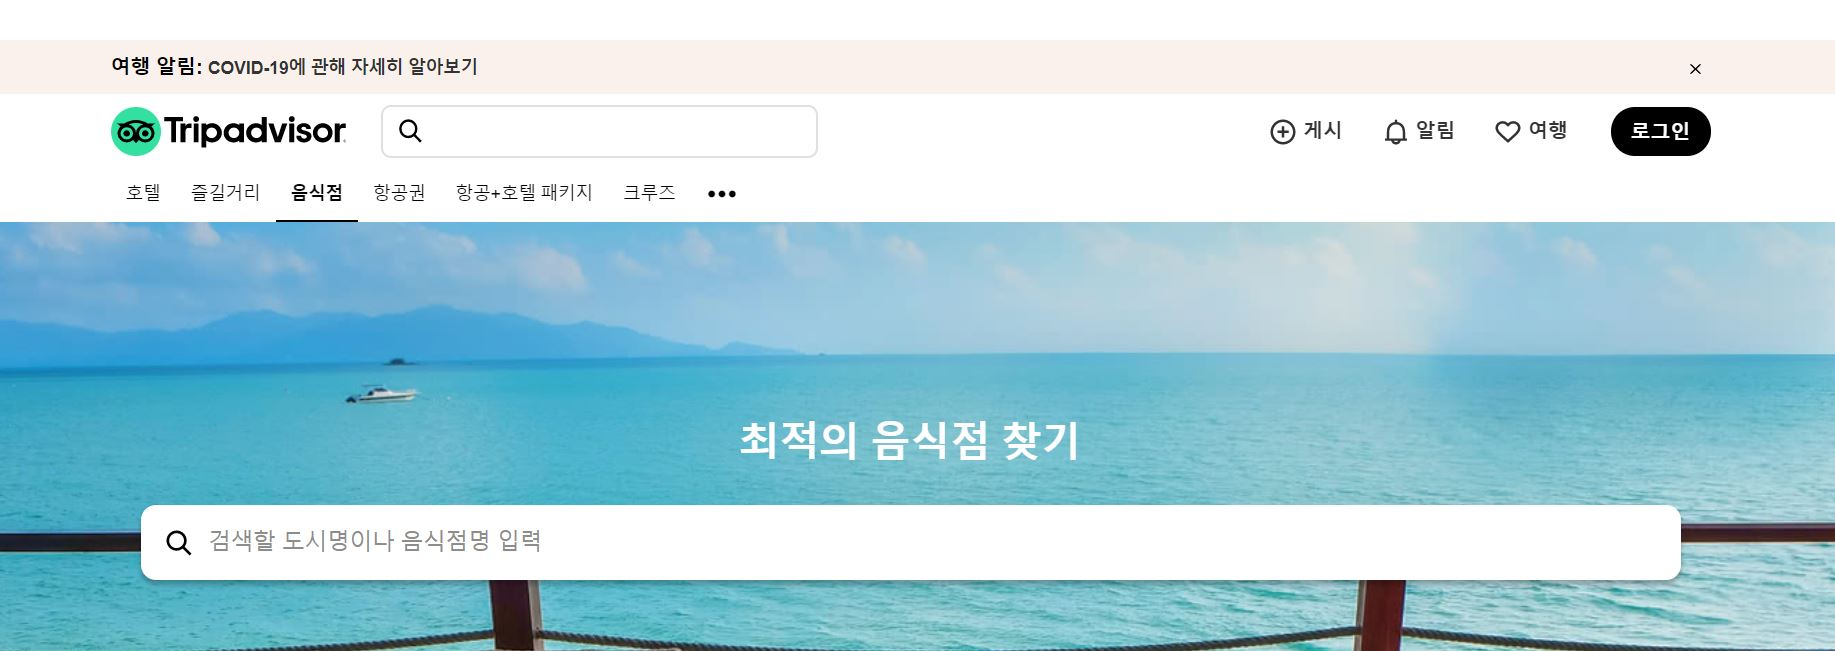 여행 알림: COVID-19에 관해 자세히 알아보기
Tripadvisor
게시 알림 여행 로그인
호텔 즐길거리 음식점 항공권 항공+호텔 패키지 크루즈 •••
최적의 음식점 찾기
검색할 도시명이나 음식점명 입력